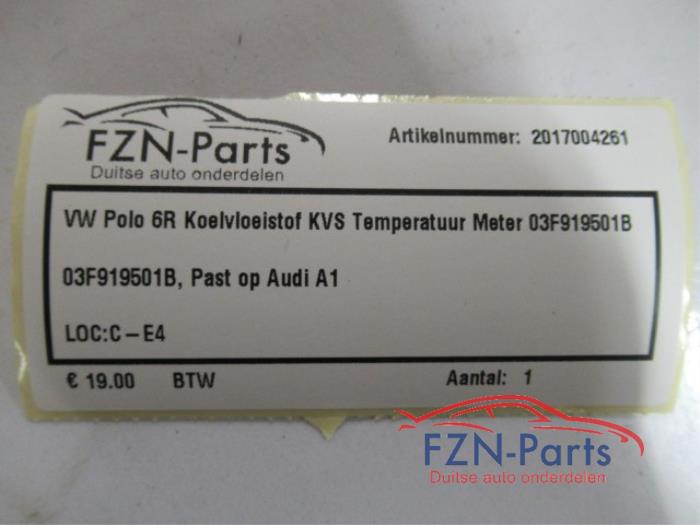 FZN-Parts
Duitse auto onderdelen
Artikelnummer: 2017004261
VW Polo 6R Koelvloeistof KVS Temperatuur Meter 03F919501B
03F919501B, Past op Audi A1
LOC:C-E4
€ 19.00 BTW Aantal: 1
FZN-Parts
Duitse auto onderdelen